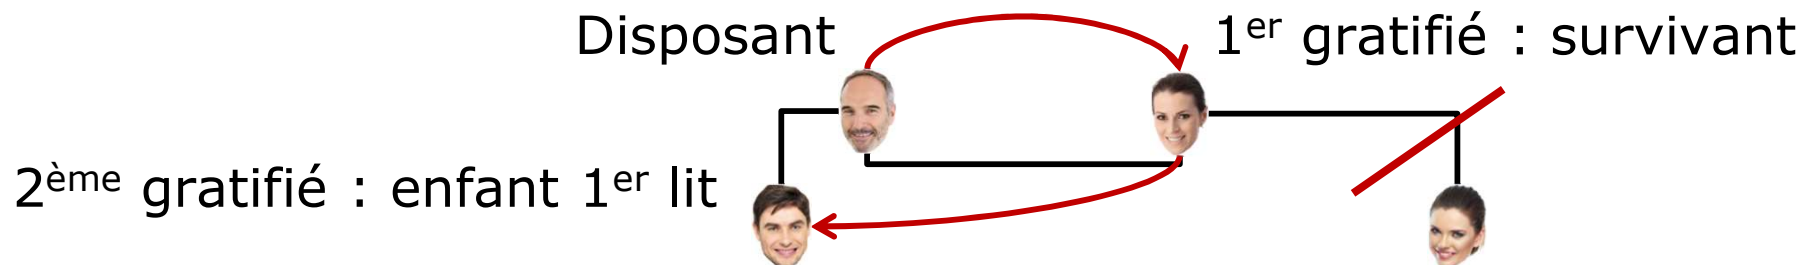 Disposant
1er gratifié : survivant
2ème gratifié : enfant 1er lit